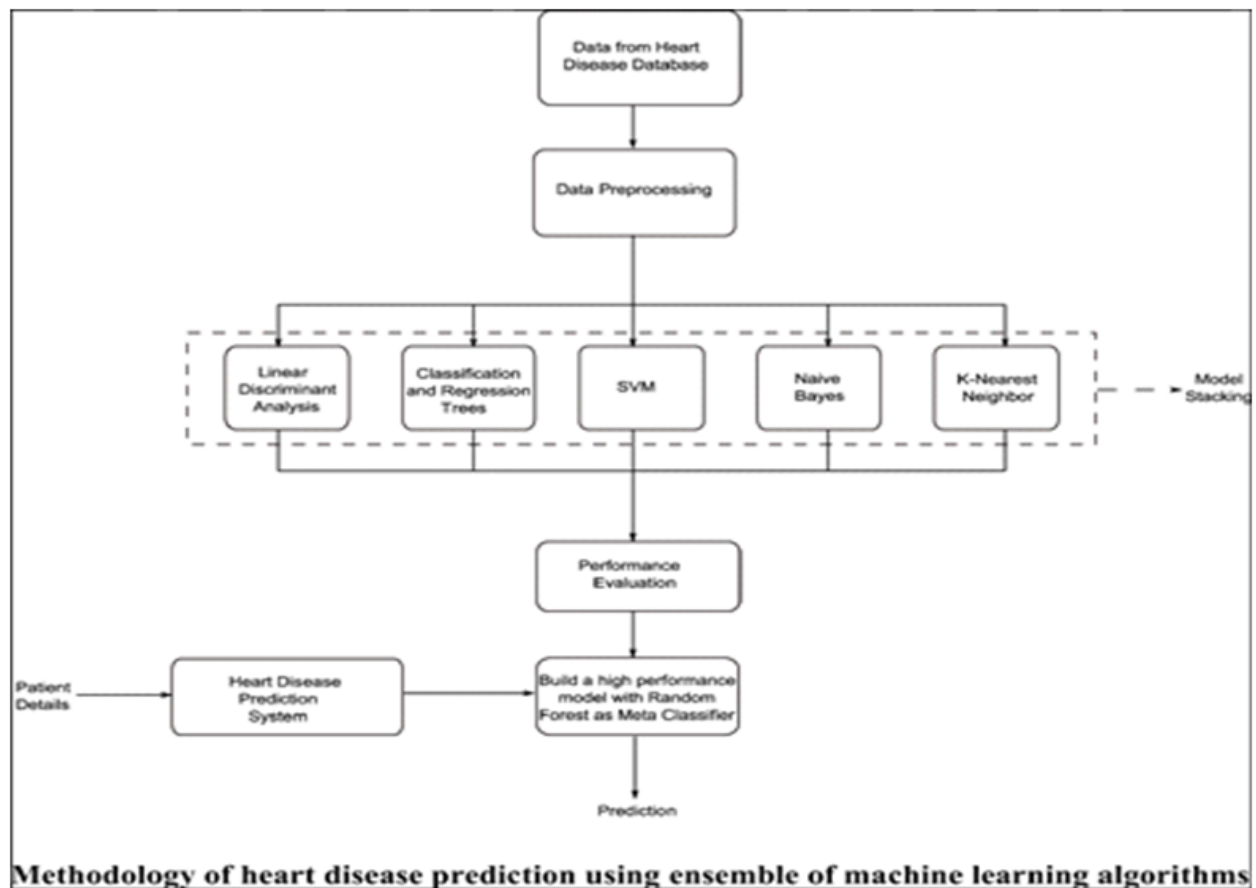 Data from Heart
Disease Database
Data Preprocessing
Linear
Discriminant
Analysis
Classification
and Regression
Trees
SVM
Naive
Bayes
K-Nearest
Neighbor
Model
Stacking
Performance
Evaluation
Patient
Details
Heart Disease
Prediction
System
Build a high performance
model with Random
Forest as Meta Classifier
Prediction
Methodology of heart disease prediction using ensemble of machine learning algorithms